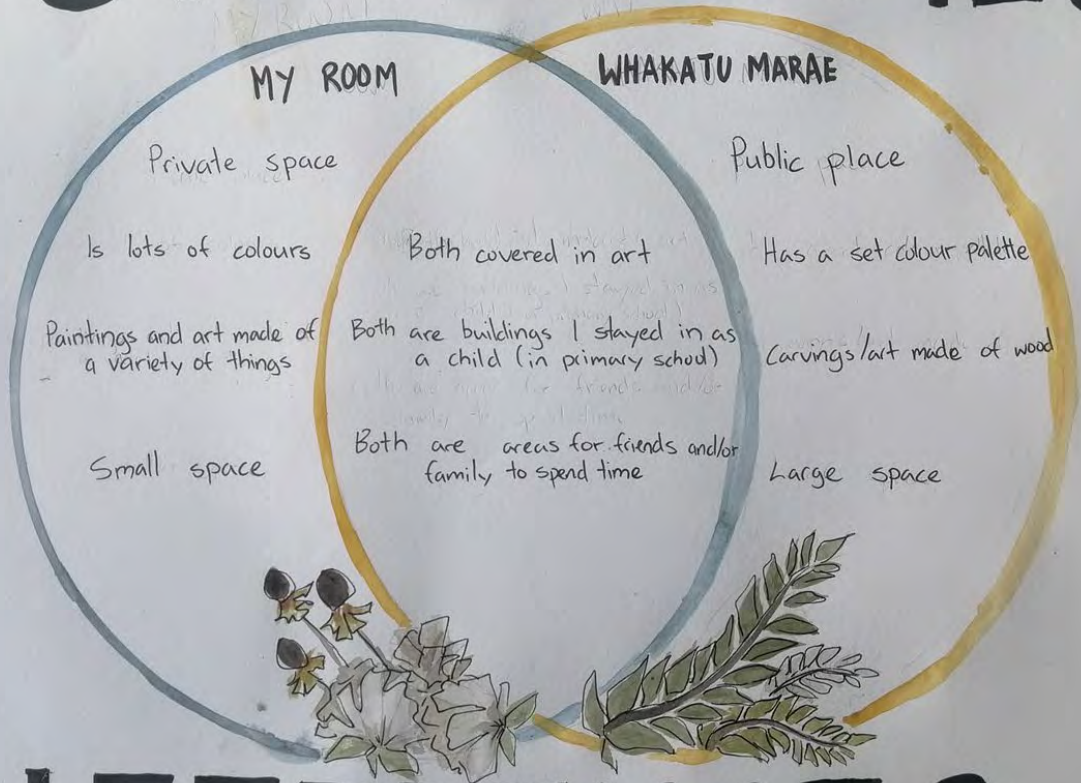 MY ROOM
Private space
Is lots of colours
Paintings and art made of
a variety of things
Small space
Both covered in art
Both are buildings I stayed in as
a child (in primary school)
Both are areas for friends and/or
family to spend time
WHAKATU MARAE
Public place
Has a set colour palette
Carvings/art made of wood
Large space